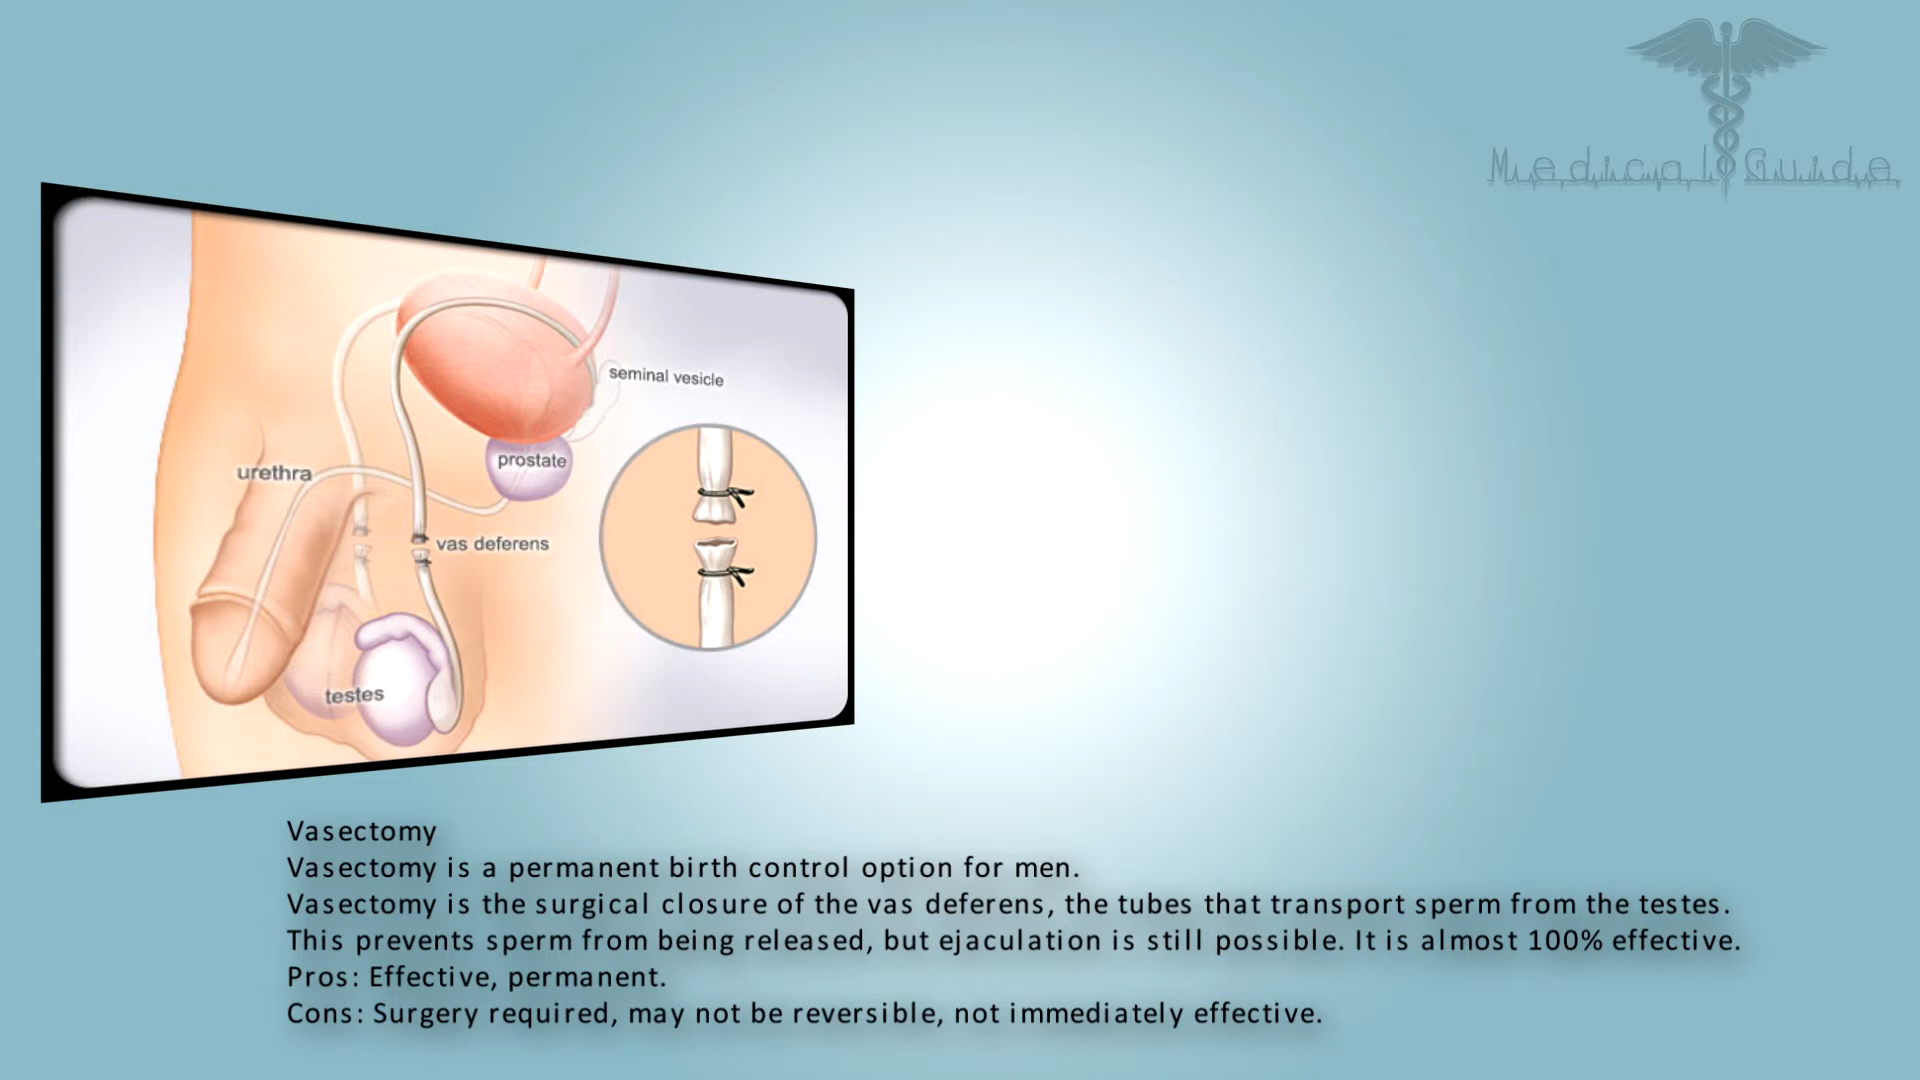 Medical Guide
seminal vesicle
prostate
urethra
vas deferens
testes
Vasectomy
Vasectomy is a permanent birth control option for men.
Vasectomy is the surgical closure of the vas deferens, the tubes that transport sperm from the testes.
This prevents sperm from being released, but ejaculation is still possible. It is almost 100% effective.
Pros: Effective, permanent.
Cons: Surgery required, may not be reversible, not immediately effective.